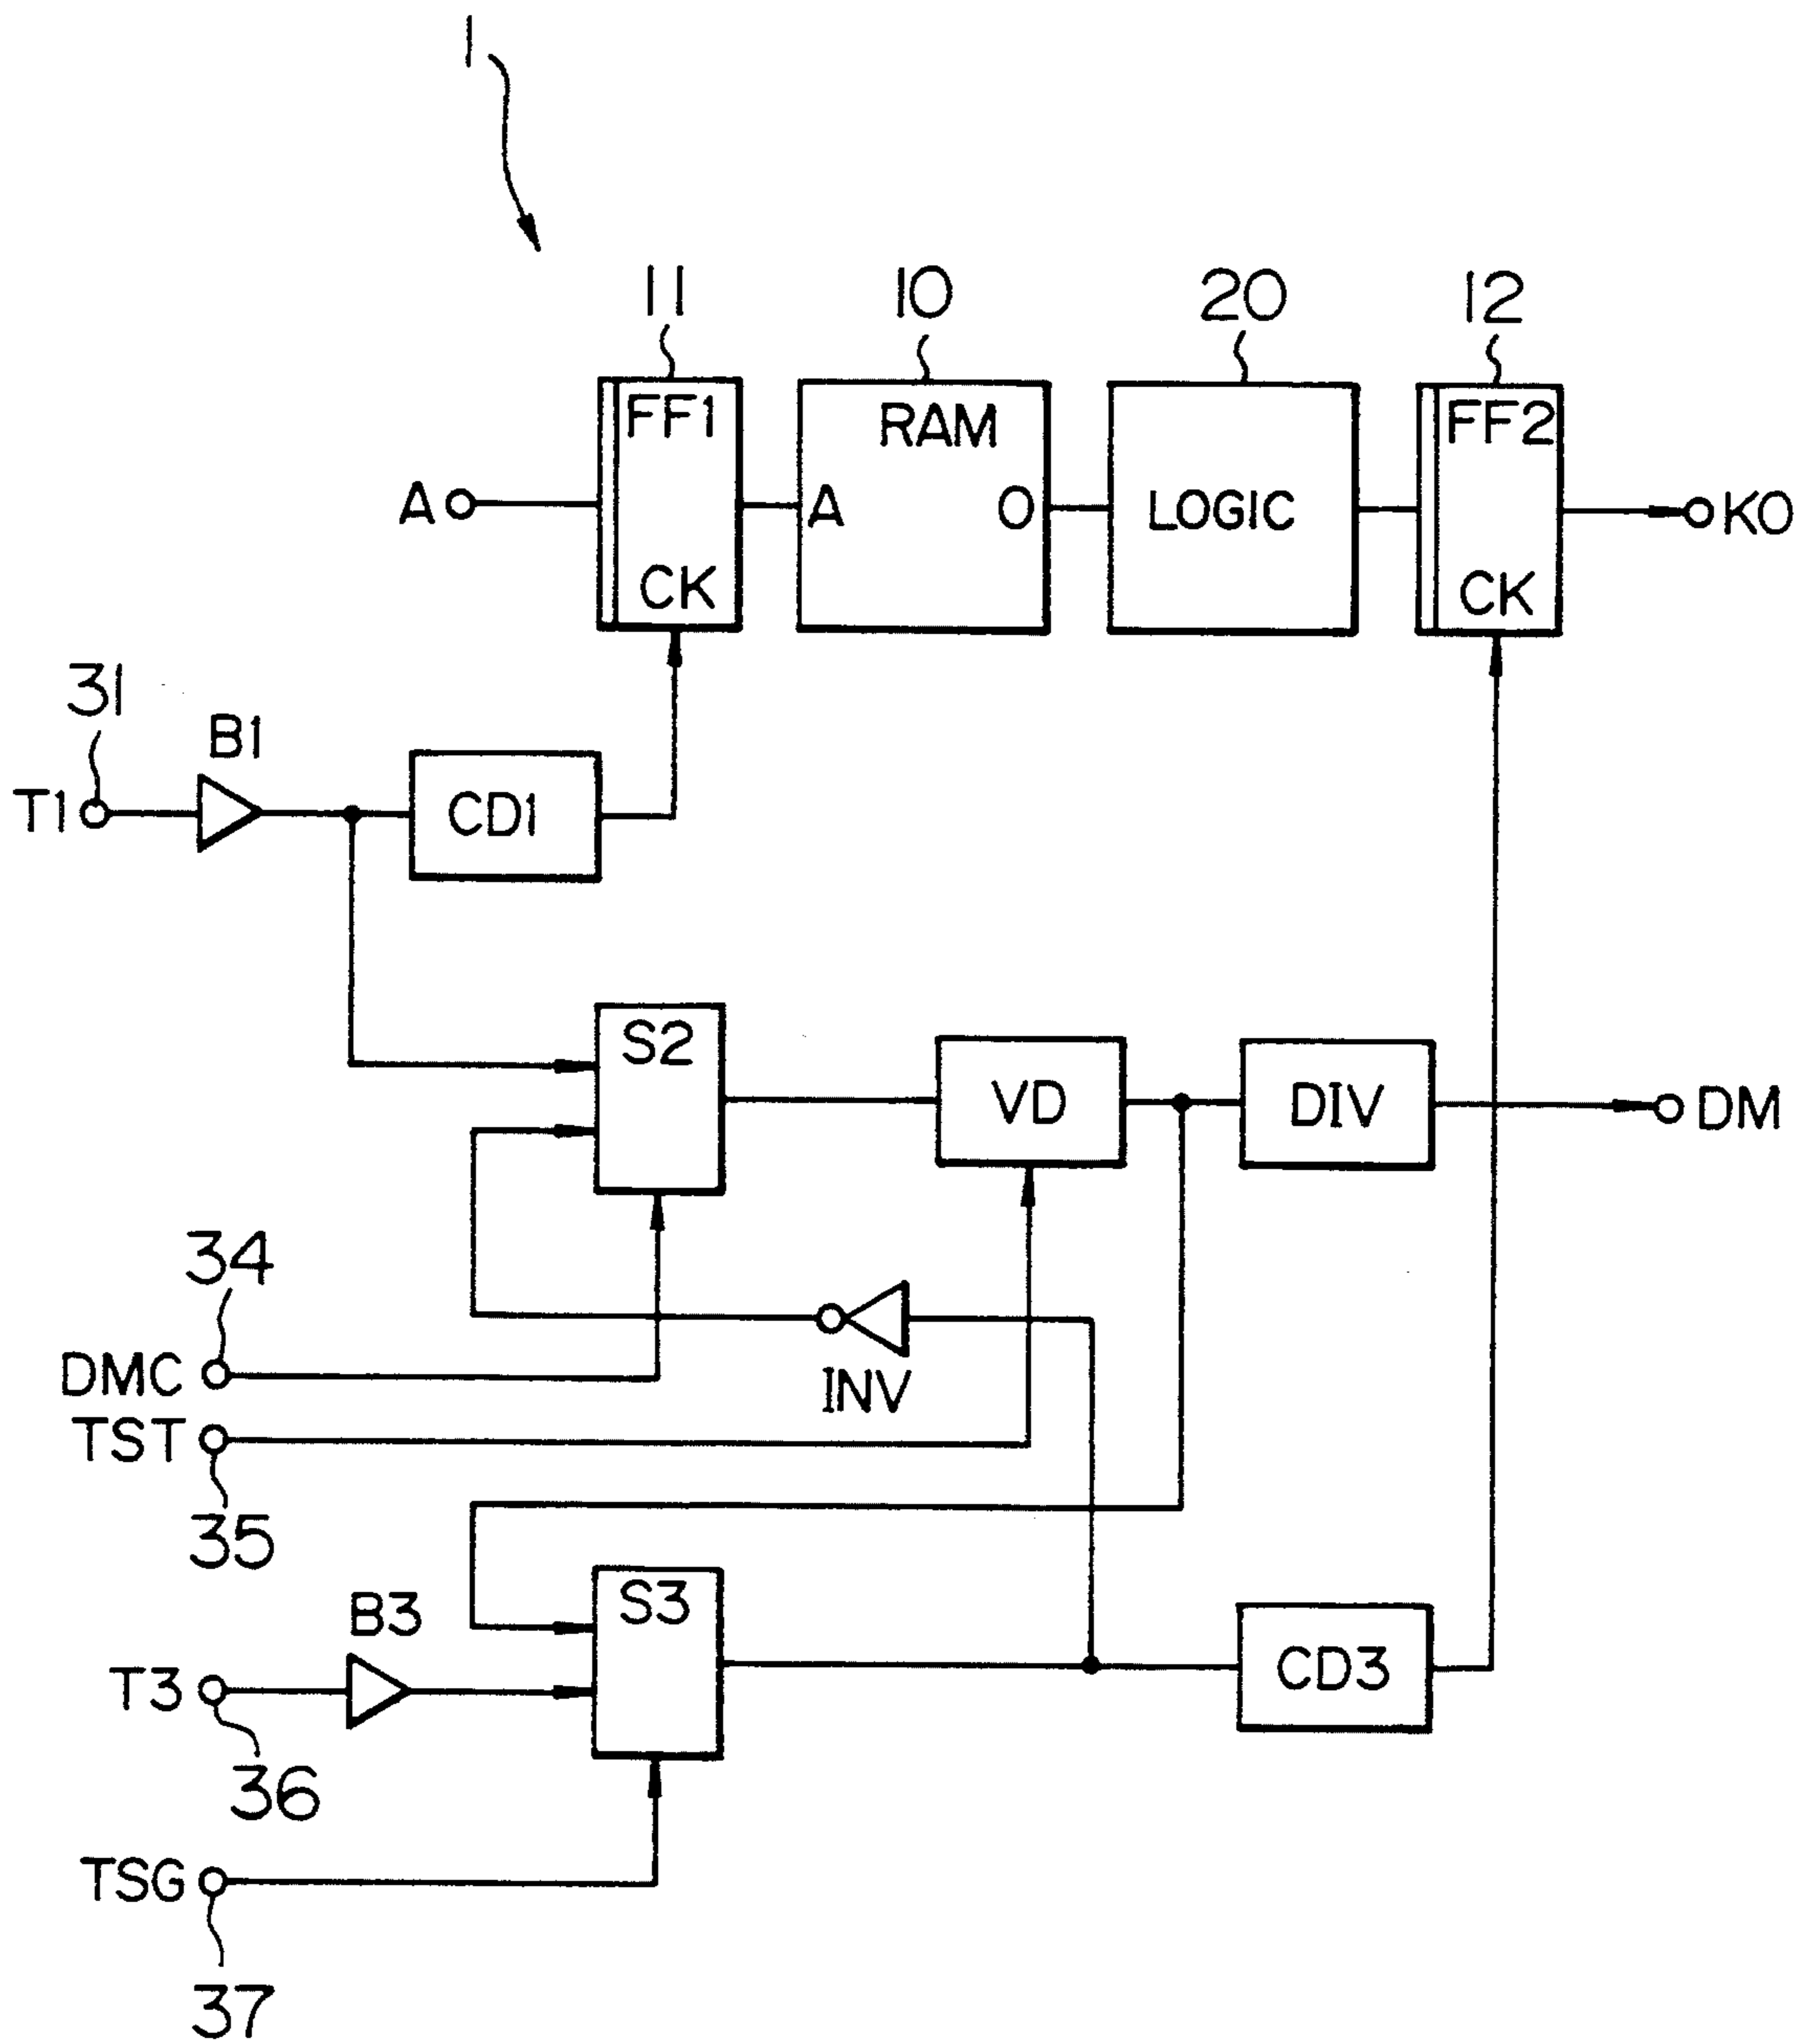 1
11
10
20
12
FF1
RAM
FF2
A
A
O
LOGIC
KO
CK
CK
31
B1
T1
CD1
S2
VD
DIV
DM
34
DMC
INV
TST
35
S3
B3
T3
CD3
36
TSG
37